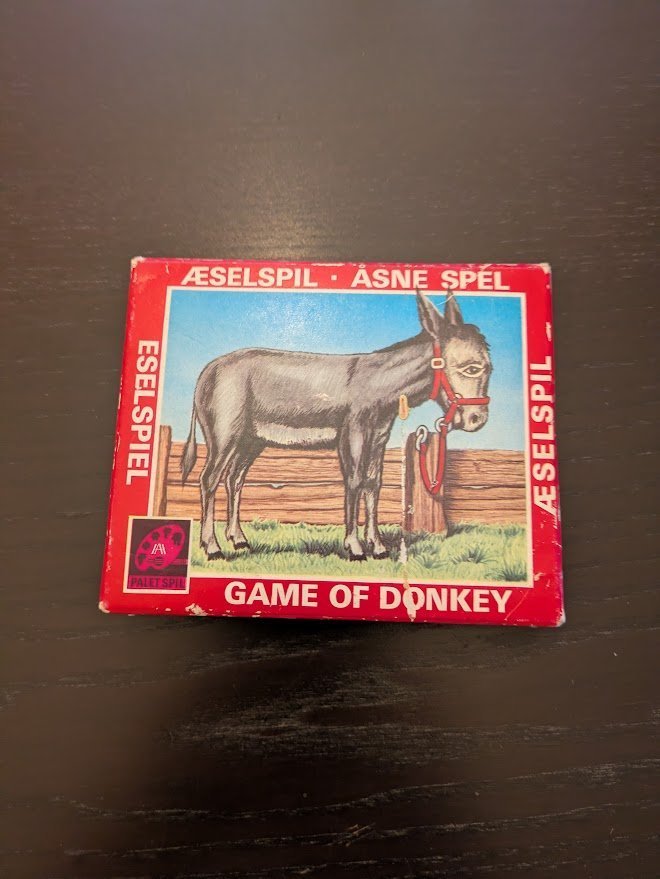 ÆSELSPIL · ÅSNE SPEL
ESELSPIEL
ÆSELSPIL
PALET SPIL
GAME OF DONKEY